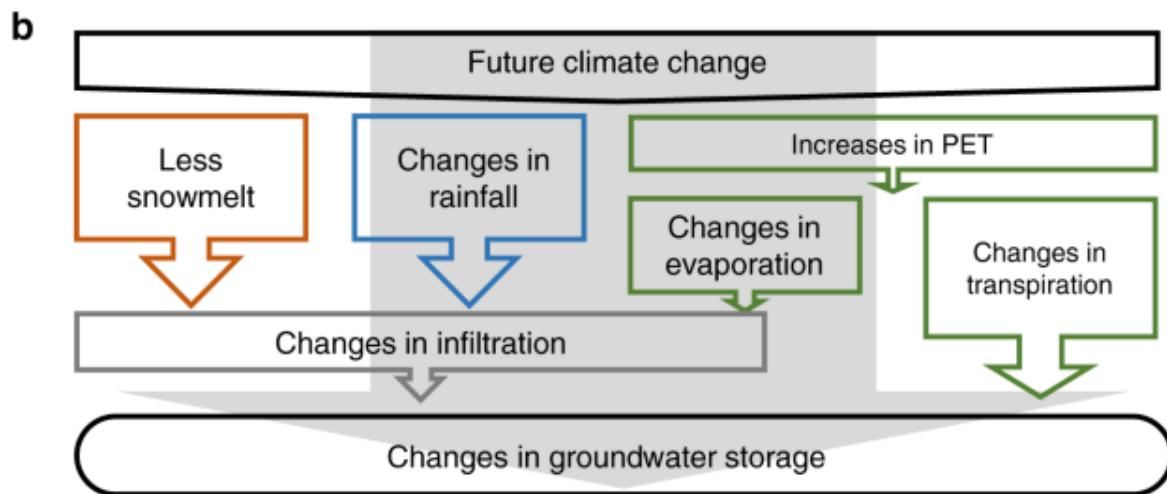 b
Future climate change
Less
snowmelt
Changes in
rainfall
Increases in PET
Changes in
evaporation
Changes in
transpiration
Changes in infiltration
Changes in groundwater storage